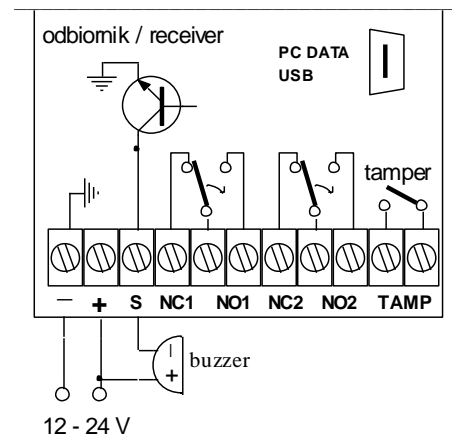 odbiornik / receiver
PC DATA
USB
tamper
— + S NC1 NO1 NC2 NO2 TAMP
buzzer
— +
12 - 24 V